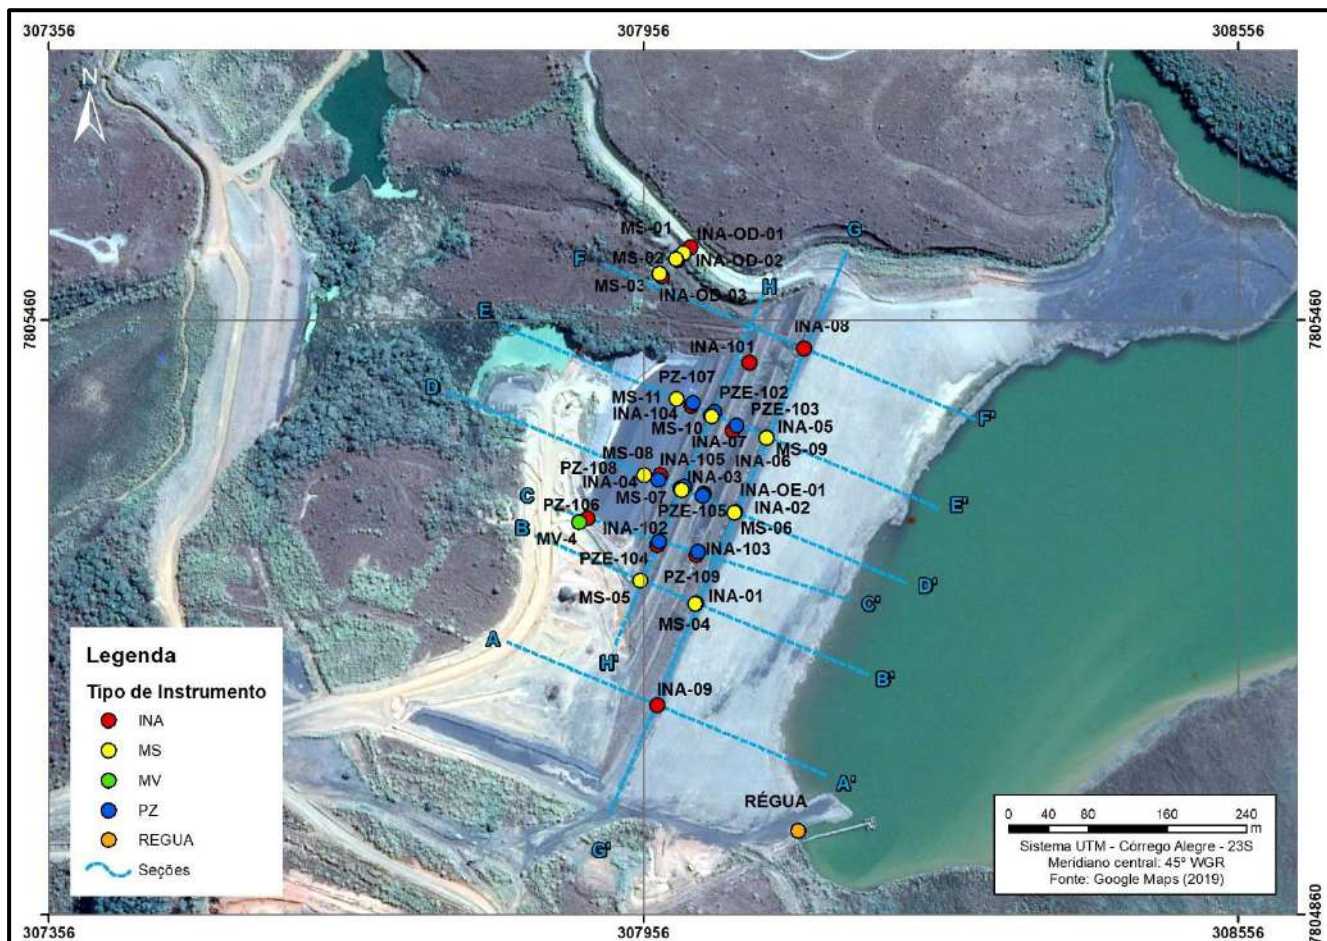 307356
307956
308556
N
7805460
7805460
G
MS-01
INA-OD-01
MS-02
INA-OD-02
F
MS-03
INA-OD-03
H
E
INA-08
INA-101
D
PZ-107
PZE-102
MS-11
INA-104
PZE-103
MS-10
INA-05
F'
INA-07
MS-09
MS-08
INA-105
INA-06
PZ-108
INA-04
INA-03
INA-OE-01
C
MS-07
INA-02
E'
PZ-106
PZE-105
B
INA-102
MS-06
MV-4
INA-103
PZE-104
PZ-109
D'
MS-05
INA-01
C'
MS-04
A
H'
B'
INA-09
A'
RÉGUA
G'
Legenda
Tipo de Instrumento
INA
MS
MV
PZ
REGUA
Seções
0 40 80 160 240
m
Sistema UTM - Córrego Alegre - 23S
Meridiano central: 45º WGR
Fonte: Google Maps (2019)
7804860
7804860
307356
307956
308556